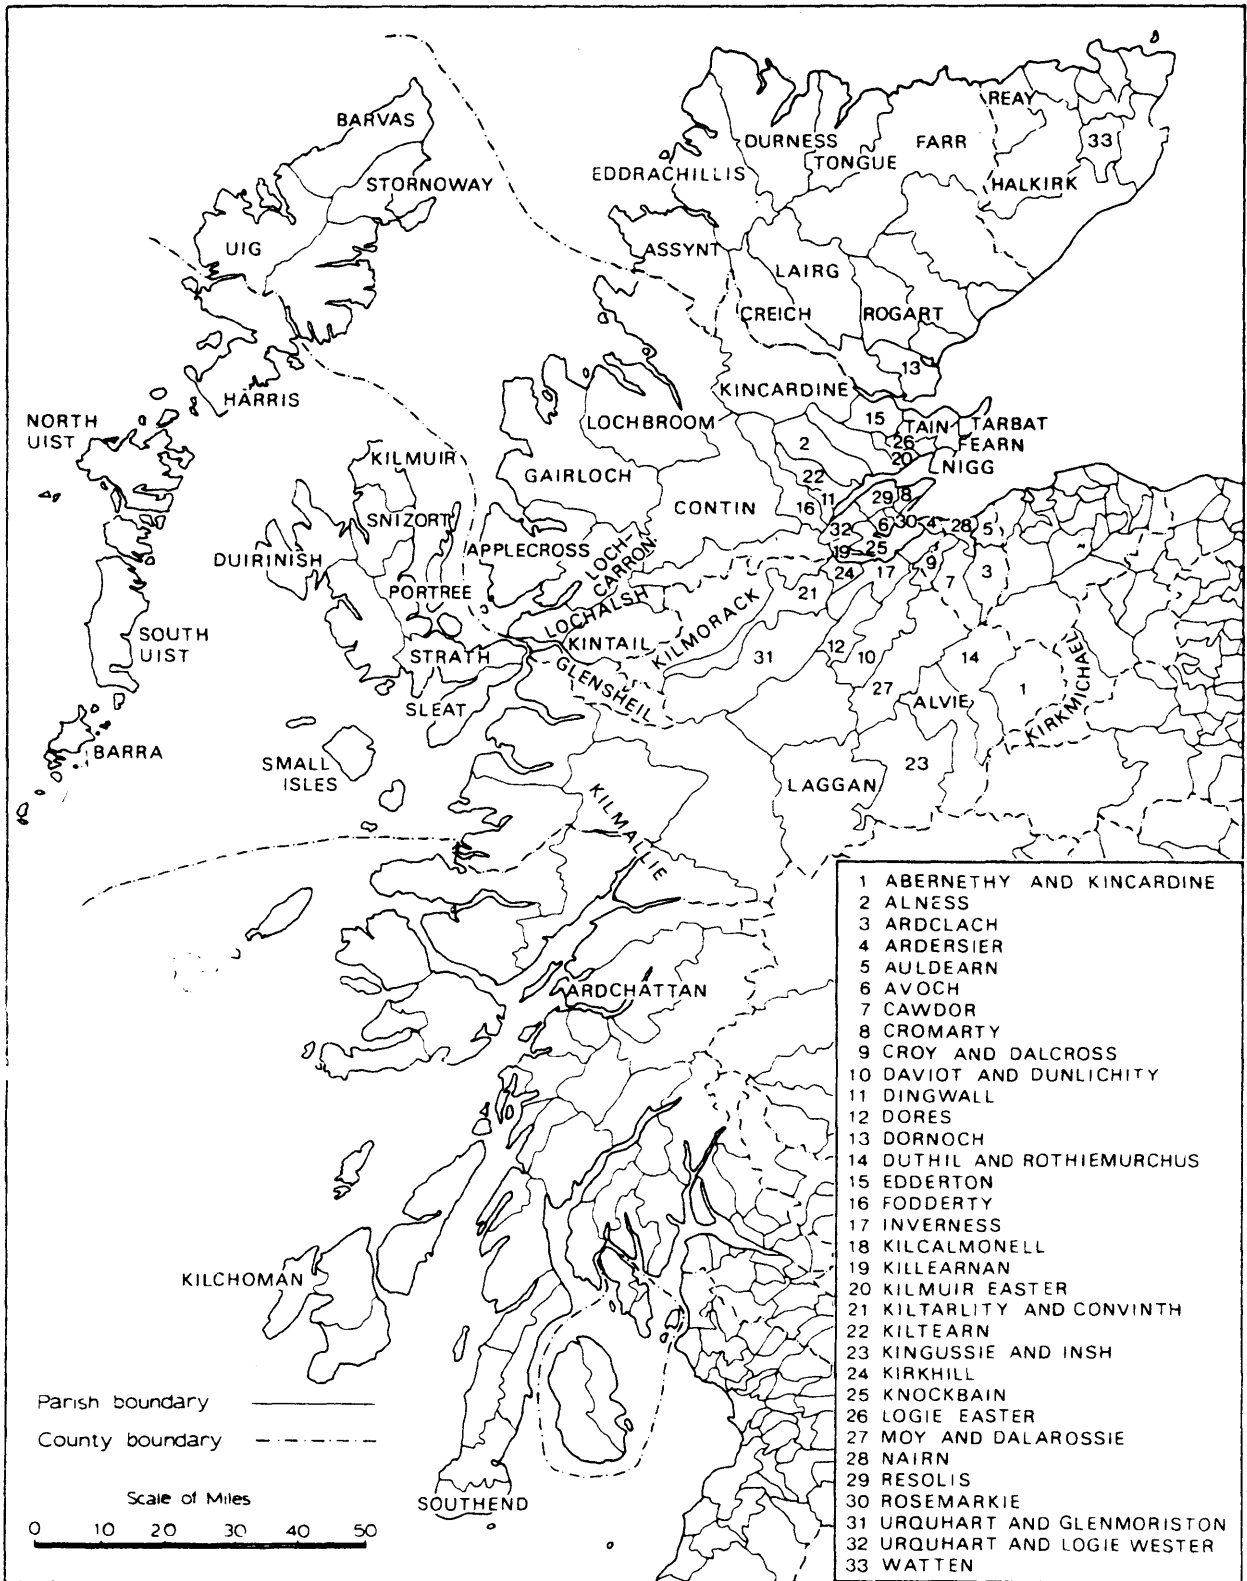 BARVAS
REAY
DURNESS
FARR
33
TONGUE
EDDRACHILLIS
STORNOWAY
HALKIRK
UIG
ASSYNT
LAIRG
CREICH
ROGART
13
KINCARDINE
HARRIS
NORTH
UIST
LOCHBROOM
15
TAIN
TARBAT
2
26
FEARN
KILMUIR
20
NIGG
GAIRLOCH
22
29
8
CONTIN
16
11
SNIZORT
32
6
30
4
28
5
DUIRINISH
APPLECROSS
LOCH-
CARRON
19
25
9
24
17
7
3
PORTREE
21
LOCHALSH
SOUTH
UIST
KINTAIL
KILMORACK
STRATH
31
12
10
14
GLENSHEIL
27
ALVIE
1
KIRKMICHAEL
SLEAT
BARRA
SMALL
ISLES
23
LAGGAN
KILMALLIE
ARDCHATTAN
KILCHOMAN
SOUTHEND
Parish boundary
County boundary
Scale of Miles
0 10 20 30 40 50
1 ABERNETHY AND KINCARDINE
2 ALNESS
3 ARDCLACH
4 ARDERSIER
5 AULDEARN
6 AVOCH
7 CAWDOR
8 CROMARTY
9 CROY AND DALCROSS
10 DAVIOT AND DUNLICHITY
11 DINGWALL
12 DORES
13 DORNOCH
14 DUTHIL AND ROTHIEMURCHUS
15 EDDERTON
16 FODDERTY
17 INVERNESS
18 KILCALMONELL
19 KILLEARNAN
20 KILMUIR EASTER
21 KILTARLITY AND CONVINTH
22 KILTEARN
23 KINGUSSIE AND INSH
24 KIRKHILL
25 KNOCKBAIN
26 LOGIE EASTER
27 MOY AND DALAROSSIE
28 NAIRN
29 RESOLIS
30 ROSEMARKIE
31 URQUHART AND GLENMORISTON
32 URQUHART AND LOGIE WESTER
33 WATTEN